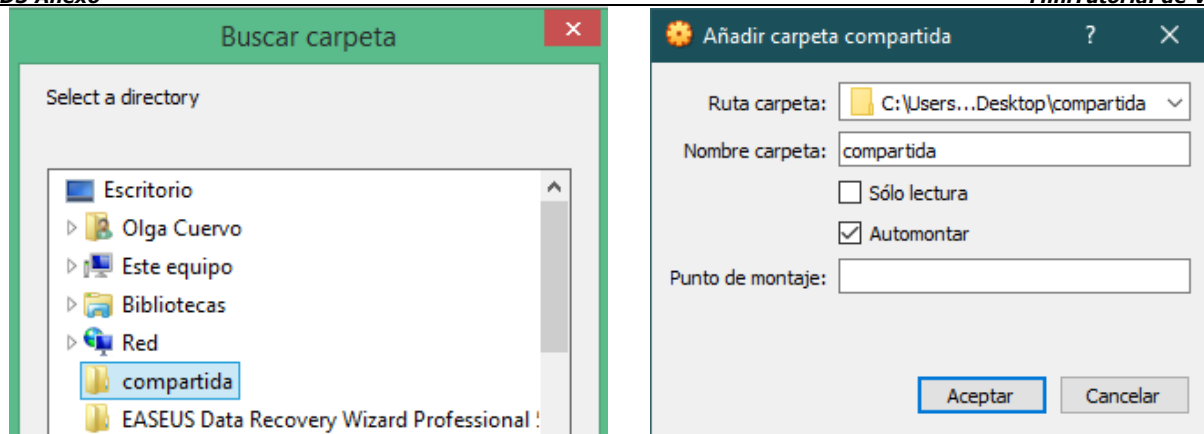 Buscar carpeta
Select a directory
Escritorio
Olga Cuervo
Este equipo
Bibliotecas
Red
compartida
EASEUS Data Recovery Wizard Professional
Añadir carpeta compartida ?
Ruta carpeta: C:\Users...Desktop\compartida
Nombre carpeta: compartida
Sólo lectura
Automontar
Punto de montaje:
Aceptar Cancelar